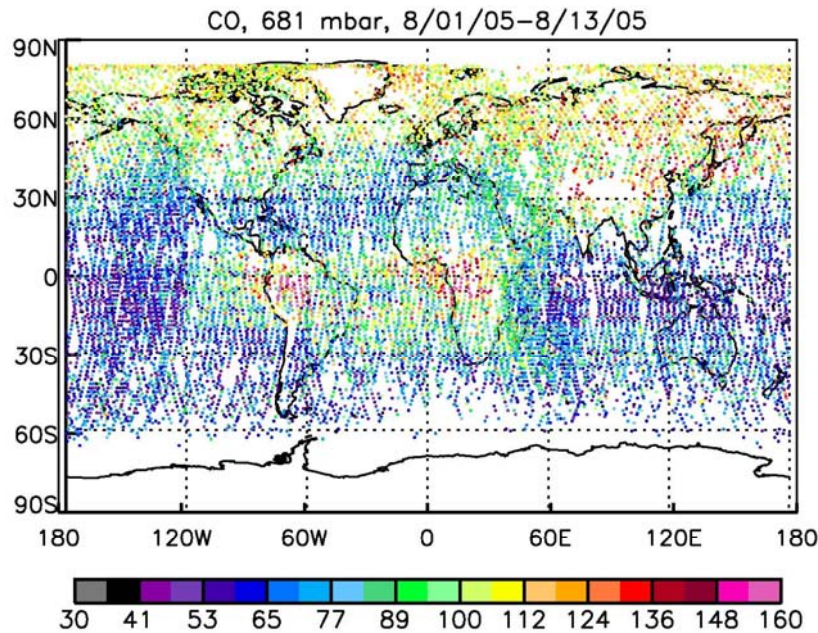 CO, 681 mbar, 8/01/05-8/13/05
90N
60N
30N
0
30S
60S
90S
180 120W 60W 0 60E 120E 180
30 41 53 65 77 89 100 112 124 136 148 160